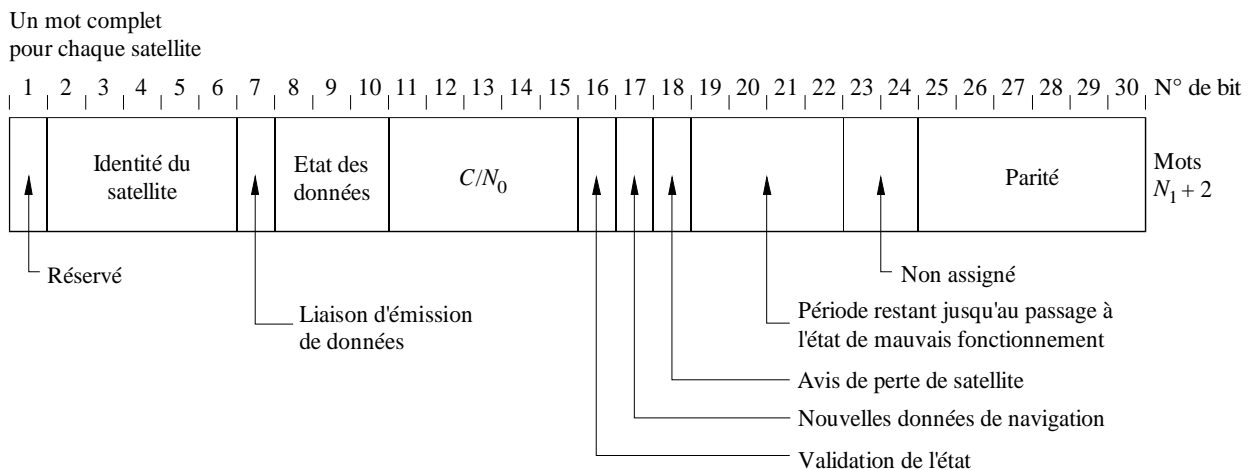 Un mot complet
pour chaque satellite
1 2 3 4 5 6 7 8 9 10 11 12 13 14 15 16 17 18 19 20 21 22 23 24 25 26 27 28 29 30 N° de bit
Identité du
satellite
Etat des
données
C/N0
Parité
Mots
N1 + 2
Réservé
Non assigné
Liaison d'émission
de données
Période restant jusqu'au passage à
l'état de mauvais fonctionnement
Avis de perte de satellite
Nouvelles données de navigation
Validation de l'état